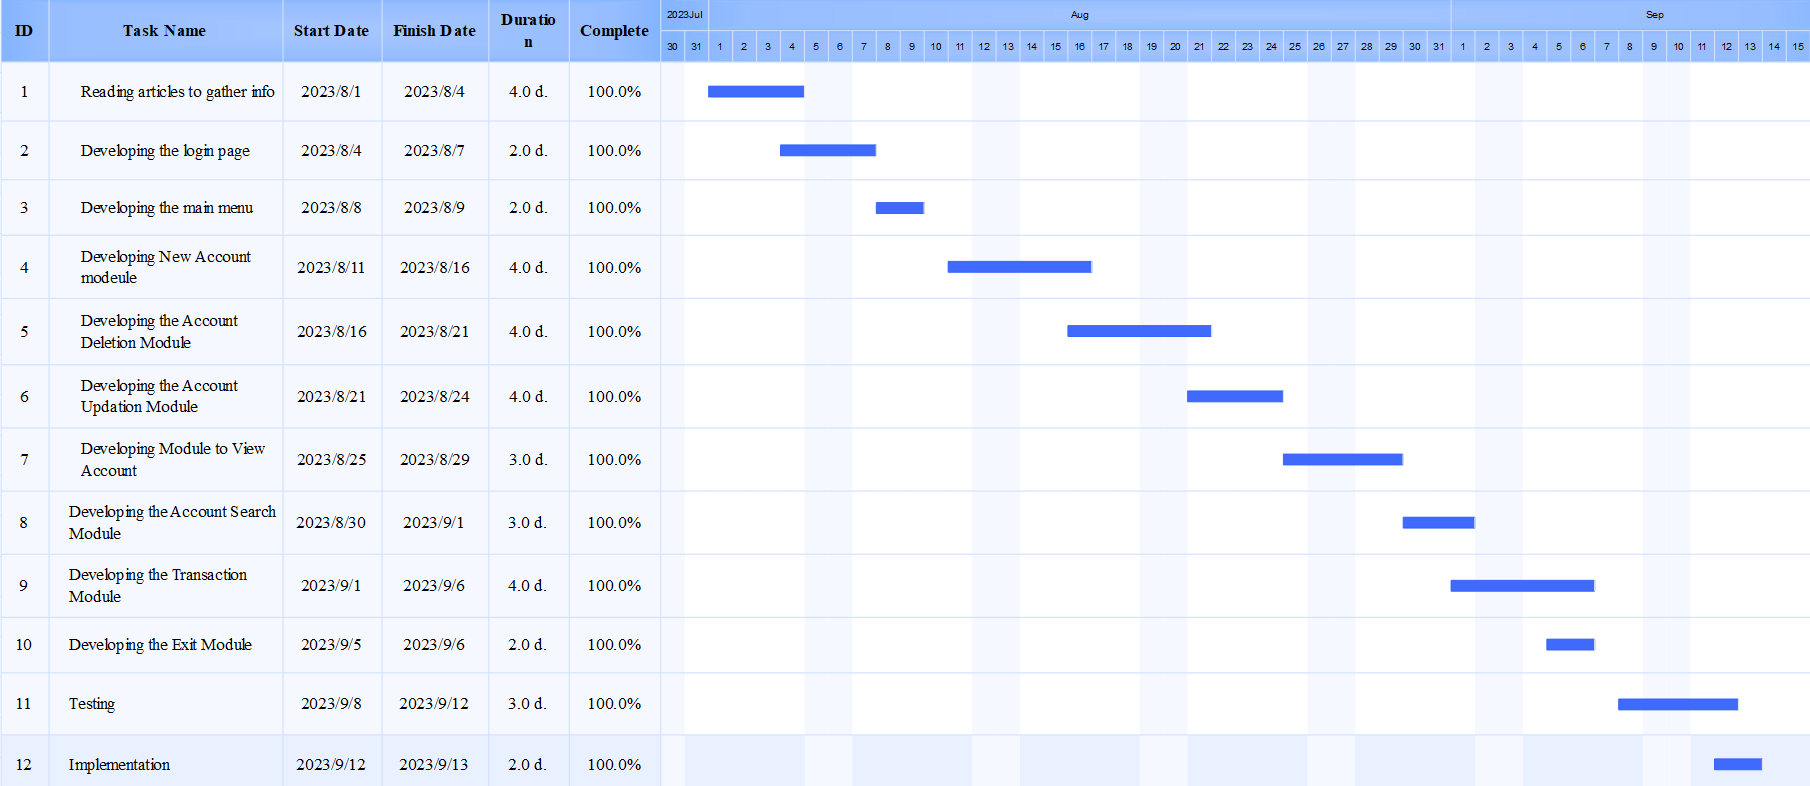 ID Task Name Start Date Finish Date Duratio
n Complete 2023Jul Aug Sep
30 31 1 2 3 4 5 6 7 8 9 10 11 12 13 14 15 16 17 18 19 20 21 22 23 24 25 26 27 28 29 30 31 1 2 3 4 5 6 7 8 9 10 11 12 13 14 15
1 Reading articles to gather info 2023/8/1 2023/8/4 4.0 d. 100.0%
2 Developing the login page 2023/8/4 2023/8/7 2.0 d. 100.0%
3 Developing the main menu 2023/8/8 2023/8/9 2.0 d. 100.0%
4 Developing New Account
modeule 2023/8/11 2023/8/16 4.0 d. 100.0%
5 Developing the Account
Deletion Module 2023/8/16 2023/8/21 4.0 d. 100.0%
6 Developing the Account
Updation Module 2023/8/21 2023/8/24 4.0 d. 100.0%
7 Developing Module to View
Account 2023/8/25 2023/8/29 3.0 d. 100.0%
8 Developing the Account Search
Module 2023/8/30 2023/9/1 3.0 d. 100.0%
9 Developing the Transaction
Module 2023/9/1 2023/9/6 4.0 d. 100.0%
10 Developing the Exit Module 2023/9/5 2023/9/6 2.0 d. 100.0%
11 Testing 2023/9/8 2023/9/12 3.0 d. 100.0%
12 Implementation 2023/9/12 2023/9/13 2.0 d. 100.0%